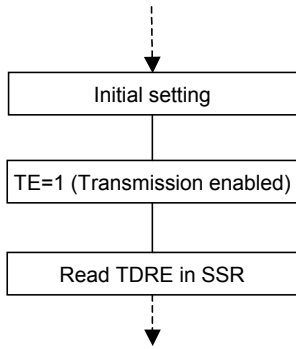 Initial setting
TE=1 (Transmission enabled)
Read TDRE in SSR